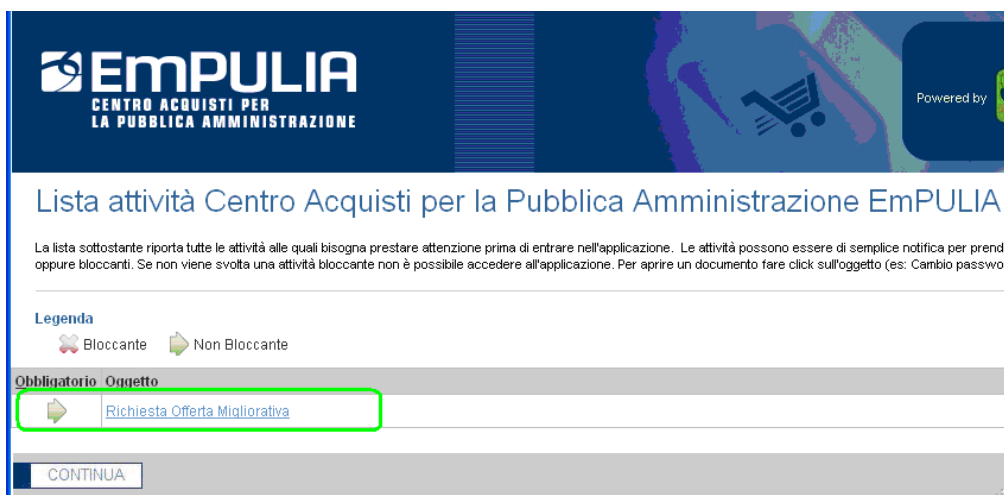 EmPULIA
CENTRO ACQUISTI PER
LA PUBBLICA AMMINISTRAZIONE
Powered by
Lista attività Centro Acquisti per la Pubblica Amministrazione EmPULIA
La lista sottostante riporta tutte le attività alle quali bisogna prestare attenzione prima di entrare nell'applicazione. Le attività possono essere di semplice notifica per prend
oppure bloccanti. Se non viene svolta una attività bloccante non è possibile accedere all'applicazione. Per aprire un documento fare click sull'oggetto (es: Cambio passwo
Legenda
Bloccante Non Bloccante
Obbligatorio Oggetto
Richiesta Offerta Migliorativa
CONTINUA